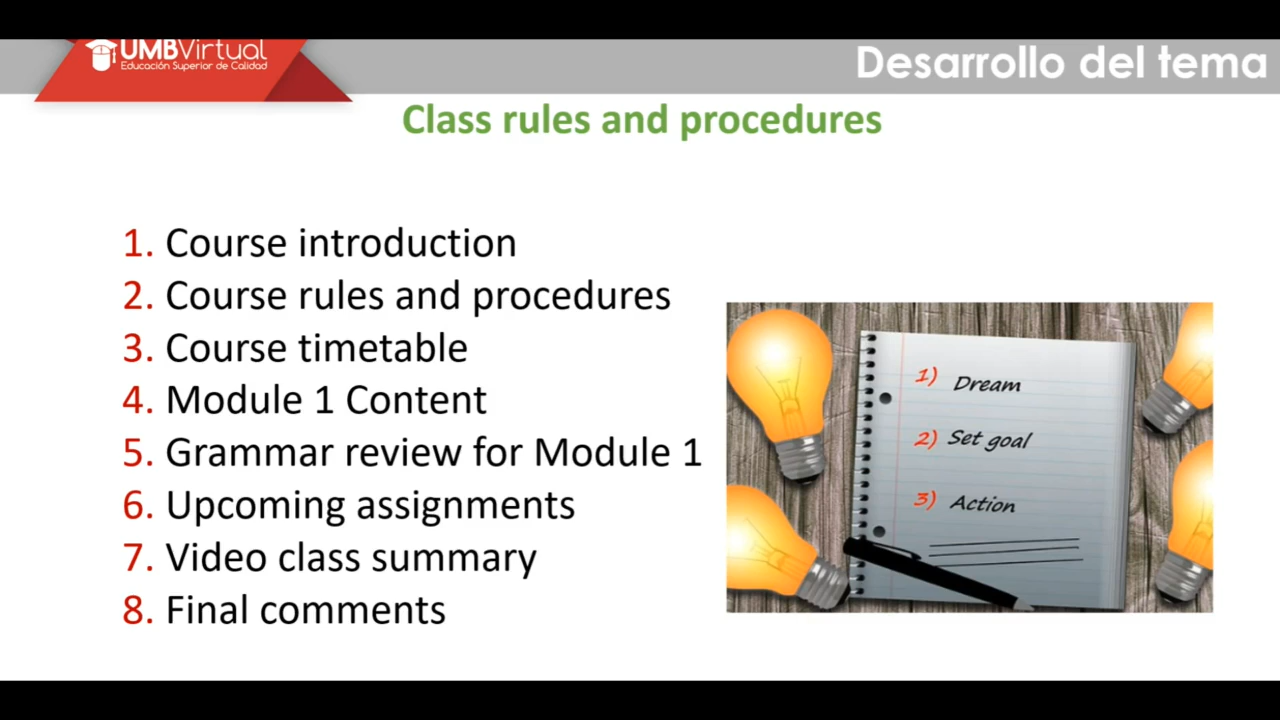 UMBVirtual
Educación Superior de Calidad
Desarrollo del tema
Class rules and procedures
1. Course introduction
2. Course rules and procedures
3. Course timetable
4. Module 1 Content
5. Grammar review for Module 1
6. Upcoming assignments
7. Video class summary
8. Final comments
1) Dream
2) Set goal
3) Action